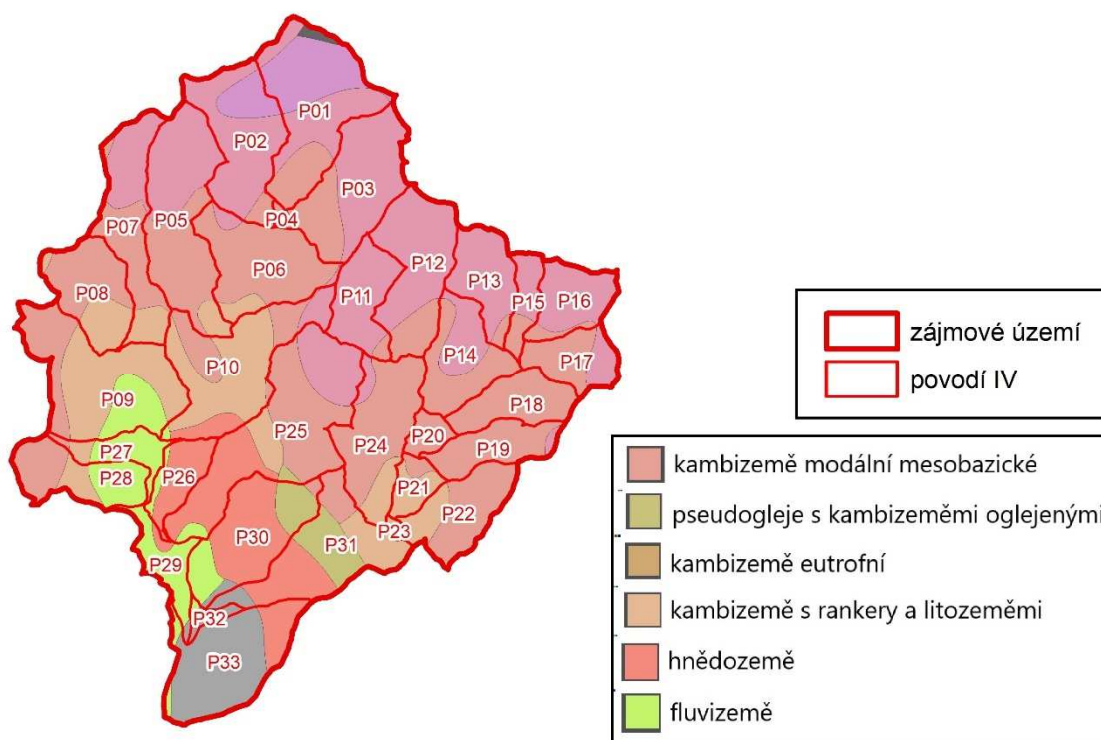 P01
P02
P03
P04
P07
P05
P06
P12
P08
P13
P11
P15
P16
P14
P10
P17
P09
P18
P25
P20
P24
P19
P27
P26
P28
P21
P22
P23
P30
P31
P29
P32
P33
zájmové území
povodí IV
kambizemě modální mesobazické
pseudogleje s kambizeměmi oglejenými
kambizemě eutrofní
kambizemě s rankery a litozeměmi
hnědozemě
fluvizemě